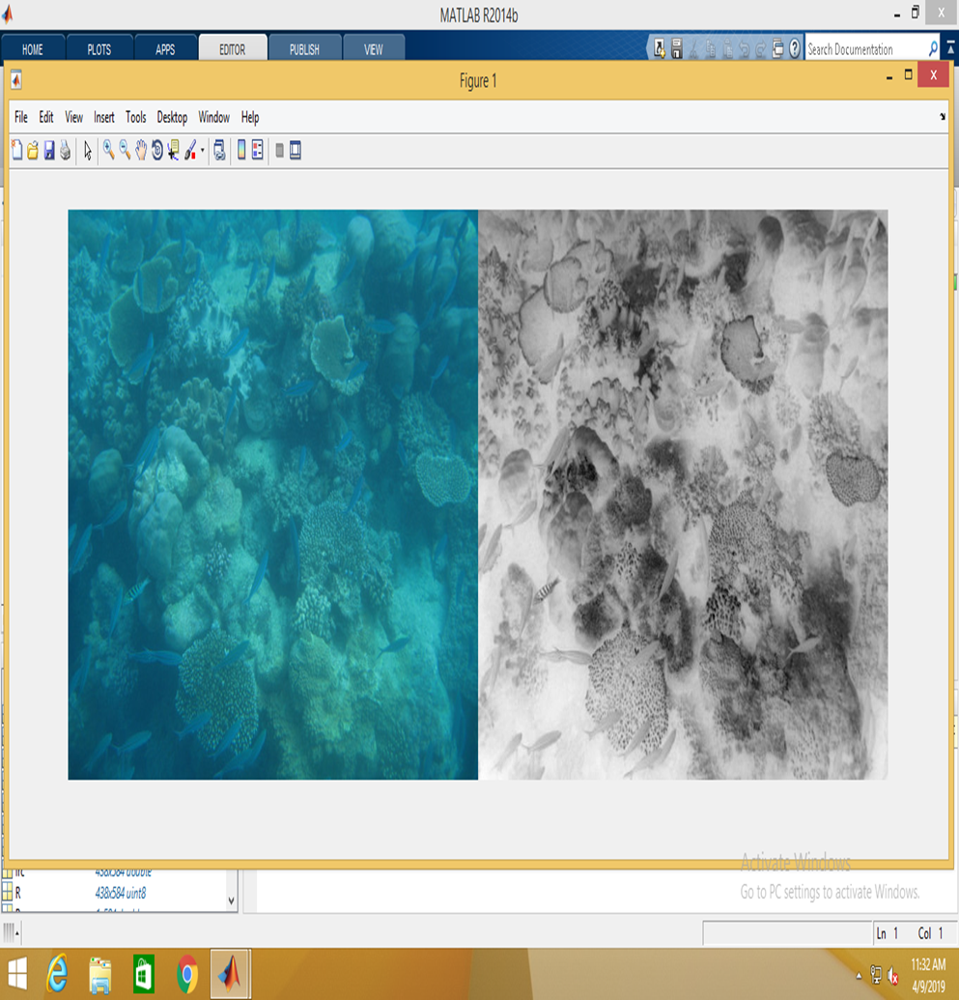 MATLAB R2014b
HOME PLOTS APPS EDITOR PUBLISH VIEW Search Documentation
Figure 1
File Edit View Insert Tools Desktop Window Help
Activate Windows
Go to PC settings to activate Windows.
438x584 double
R 438x584 uint8
Ln 1 Col 1
11:32 AM
4/9/2019